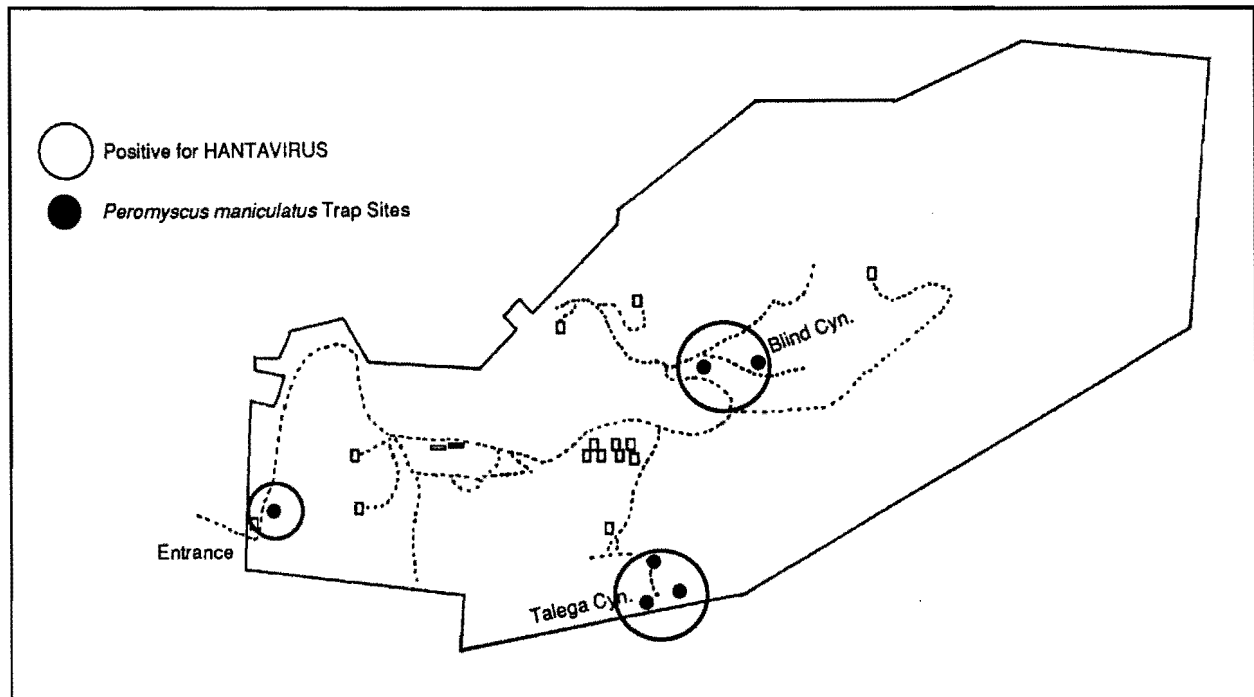 Positive for HANTAVIRUS
Peromyscus maniculatus Trap Sites
Blind Cyn.
Entrance
Talega Cyn.